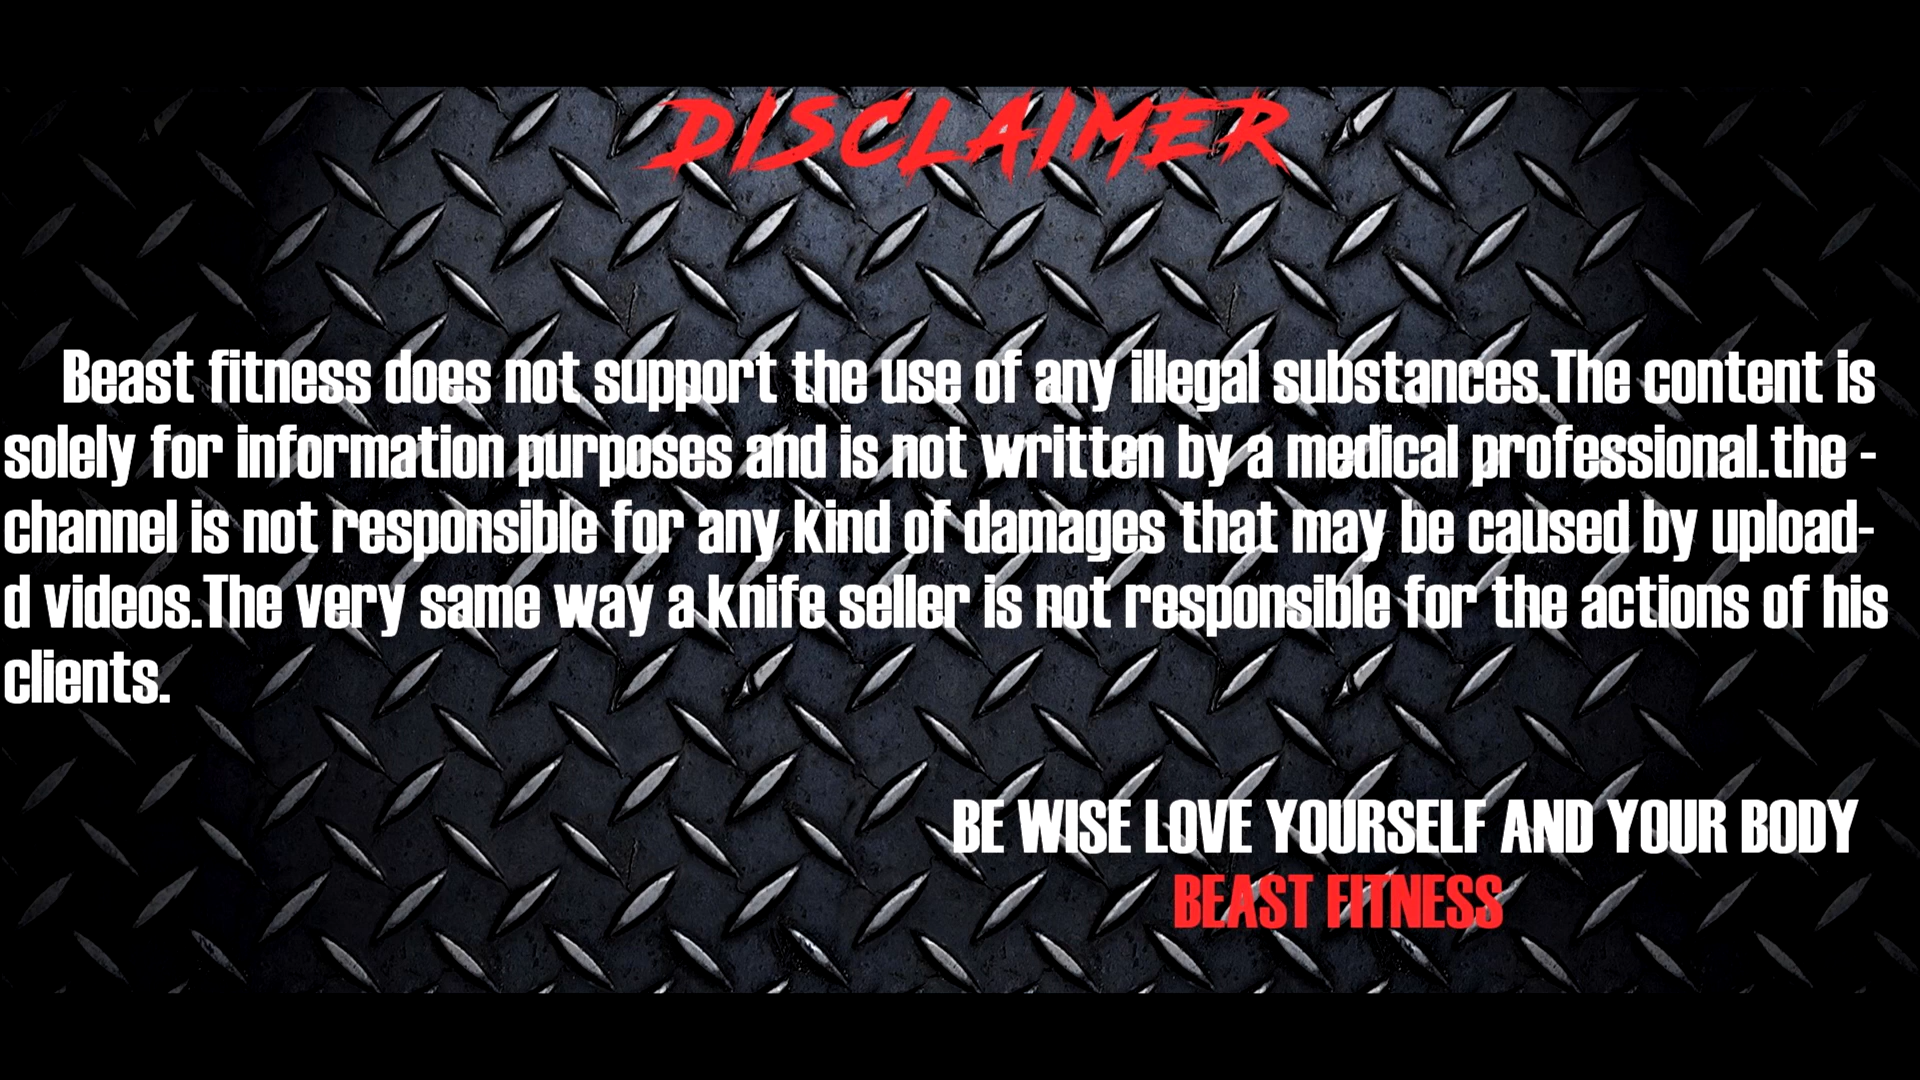 DISCLAIMER
Beast fitness does not support the use of any illegal substances.The content is
solely for information purposes and is not written by a medical professional.the -
channel is not responsible for any kind of damages that may be caused by upload-
d videos.The very same way a knife seller is not responsible for the actions of his
clients.
BE WISE LOVE YOURSELF AND YOUR BODY
BEAST FITNESS